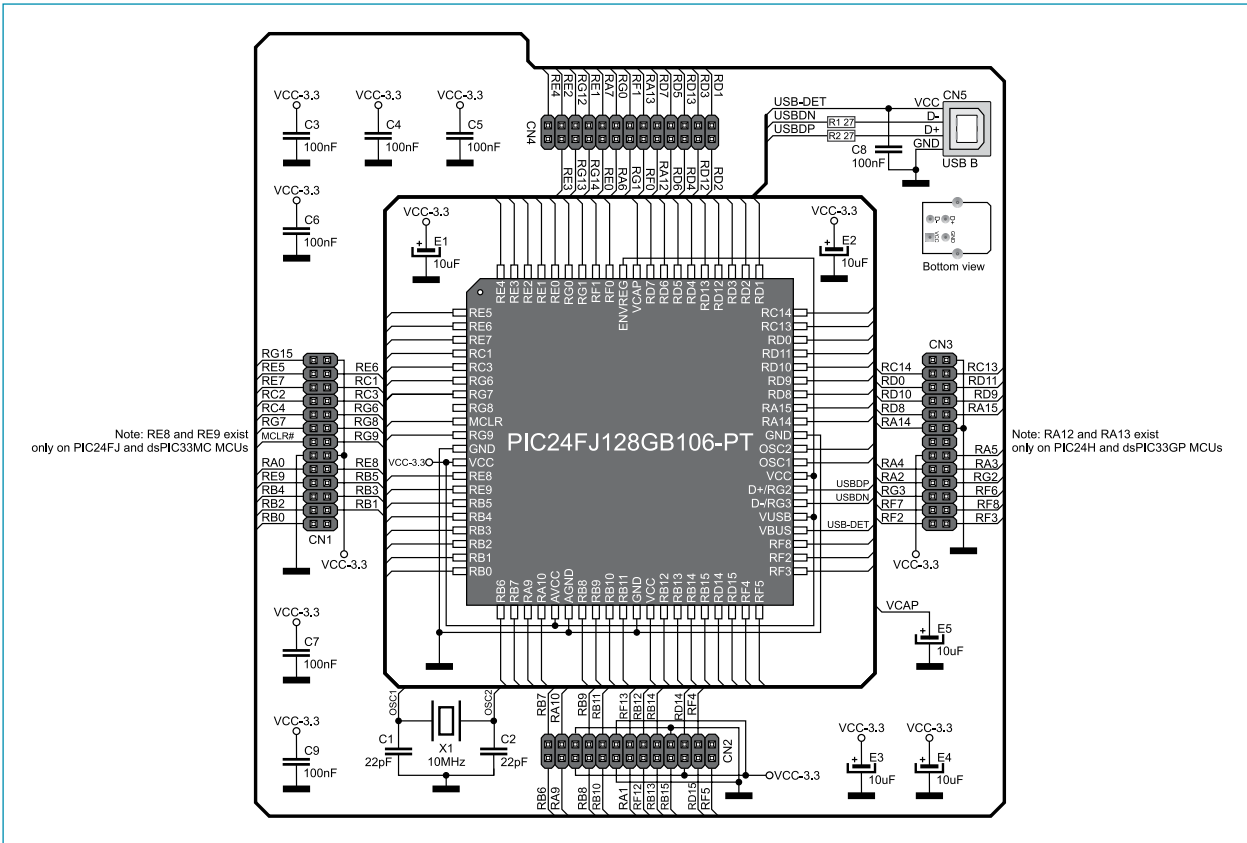 RE4
RE2
RG12
RE1
RA7
RG0
RF1
RA13
RD7
RD5
RD13
RD3
RD1
CN4
RE3
RG13
RG14
RE0
RA6
RG1
RF0
RA12
RD6
RD4
RD12
RD2
VCC-3.3
C3
100nF
VCC-3.3
C4
100nF
VCC-3.3
C5
100nF
VCC-3.3
C6
100nF
USB-DET
USBDN
USBDP
R1 27
R2 27
C8
100nF
CN5
VCC
D-
D+
GND
USB B
D-
D+
VCC
GND
Bottom view
VCC-3.3
E1
10uF
VCC-3.3
E2
10uF
RE4
RE3
RE2
RE1
RE0
RG0
RG1
RF1
RF0
ENVREG
VCAP
RD7
RD6
RD5
RD4
RD13
RD12
RD3
RD2
RD1
RE5
RE6
RE7
RC1
RC3
RG6
RG7
RG8
MCLR
RG9
GND
VCC
RE8
RE9
RB5
RB4
RB3
RB2
RB1
RB0
VCC-3.3
PIC24FJ128GB106-PT
RC14
RC13
RD0
RD11
RD10
RD9
RD8
RA15
RA14
GND
OSC2
OSC1
VCC
D+/RG2
D-/RG3
VUSB
VBUS
RF8
RF2
RF3
USBDP
USBDN
USB-DET
RB6
RB7
RA9
RA10
AVCC
AGND
RB8
RB9
RB10
RB11
GND
VCC
RB12
RB13
RB14
RB15
RD14
RD15
RF4
RF5
RG15
RE5
RE7
RC2
RC4
RG7
MCLR#
RA0
RE9
RB4
RB2
RB0
RE6
RC1
RC3
RG6
RG8
RG9
RE8
RB5
RB3
RB1
CN1
VCC-3.3
Note: RE8 and RE9 exist
only on PIC24FJ and dsPIC33MC MCUs
CN3
RC14
RD0
RD10
RD8
RA14
RA4
RA2
RG3
RF7
RF2
RC13
RD11
RD9
RA15
RA5
RA3
RG2
RF6
RF8
RF3
VCC-3.3
Note: RA12 and RA13 exist
only on PIC24H and dsPIC33GP MCUs
VCAP
E5
10uF
VCC-3.3
C7
100nF
VCC-3.3
C9
100nF
OSC1
OSC2
C1
22pF
X1
10MHz
C2
22pF
RB7
RA10
RB9
RB11
RF13
RB12
RB14
RD14
RF4
CN2
RB6
RA9
RB8
RB10
RA1
RF12
RB13
RB15
RD15
RF5
VCC-3.3
VCC-3.3
E3
10uF
VCC-3.3
E4
10uF